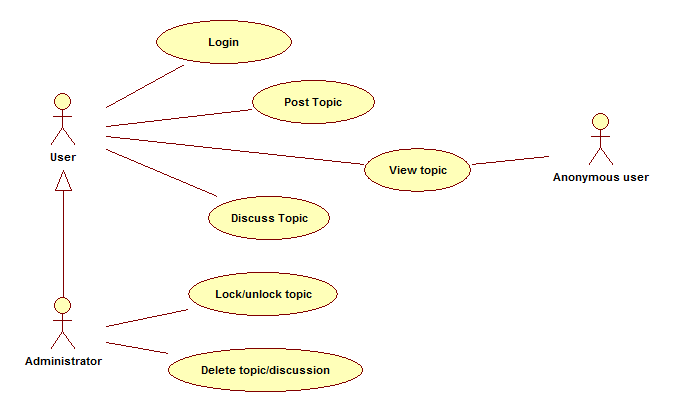 Login
Post Topic
User
View topic
Anonymous user
Discuss Topic
Lock/unlock topic
Administrator
Delete topic/discussion